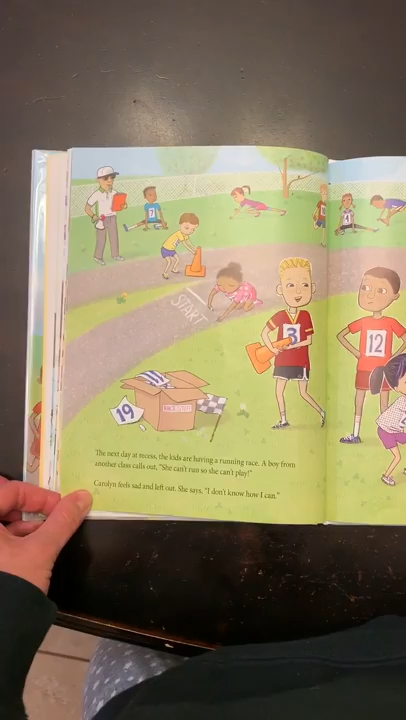 START
3
12
19
The next day at recess, the kids are having a running race. A boy from
another class calls out, "She can't run so she can't play!"
Carolyn feels sad and left out. She says, "I don't know how I can."